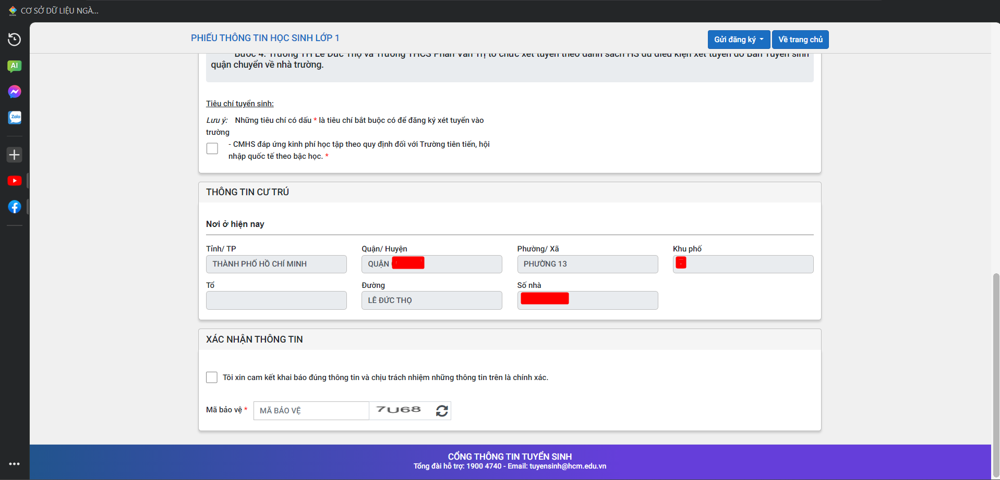 CƠ SỞ DỮ LIỆU NGÀ...
PHIẾU THÔNG TIN HỌC SINH LỚP 1
Gửi đăng ký
Về trang chủ
AI
Zalo
Bước 4: Trường TH Lê Đức Thọ và Trường THCS Phan Văn Trị tổ chức xét tuyển theo danh sách HS đủ điều kiện xét tuyển do Ban Tuyển sinh
quận chuyển về nhà trường.
Tiêu chí tuyển sinh:
Lưu ý: Những tiêu chí có dấu * là tiêu chí bắt buộc có để đăng ký xét tuyển vào
trường
- CMHS đáp ứng kinh phí học tập theo quy định đối với Trường tiên tiến, hội
nhập quốc tế theo bậc học. *
THÔNG TIN CƯ TRÚ
Nơi ở hiện nay
Tỉnh/ TP
Quận/ Huyện
Phường/ Xã
Khu phố
THÀNH PHỐ HỒ CHÍ MINH
QUẬN
PHƯỜNG 13
Tổ
Đường
Số nhà
LÊ ĐỨC THỌ
XÁC NHẬN THÔNG TIN
Tôi xin cam kết khai báo đúng thông tin và chịu trách nhiệm những thông tin trên là chính xác.
Mã bảo vệ *
MÃ BẢO VỆ
7U68
CỔNG THÔNG TIN TUYỂN SINH
Tổng đài hỗ trợ: 1900 4740 - Email: tuyensinh@hcm.edu.vn